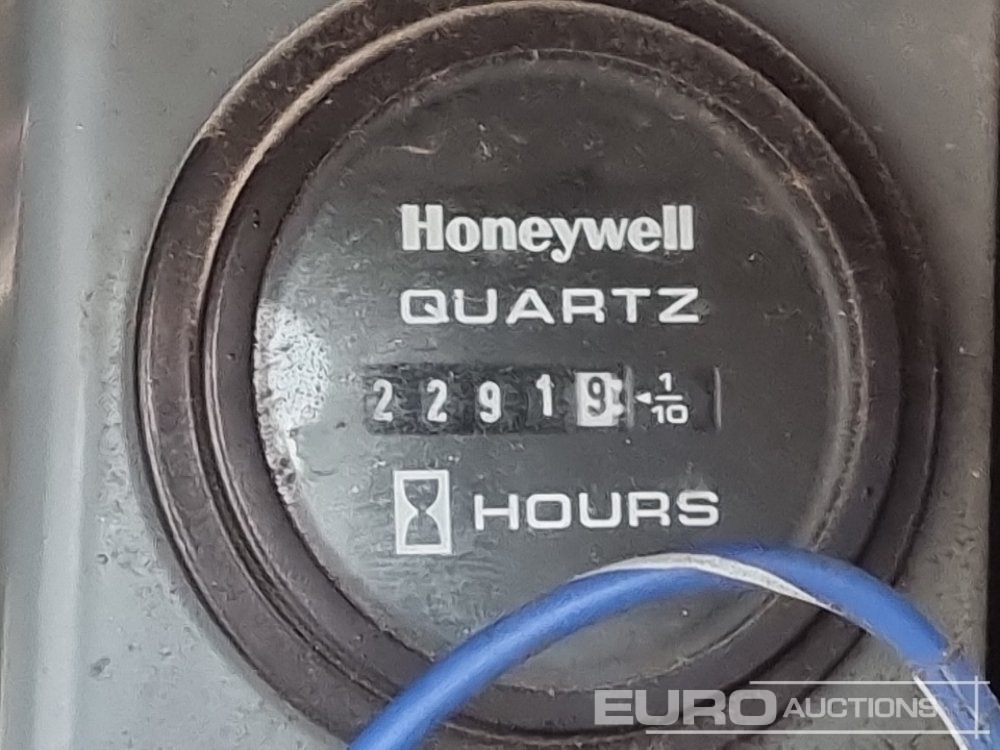 Honeywell
QUARTZ
22919 ◄1/10
HOURS
EURO AUCTIONS